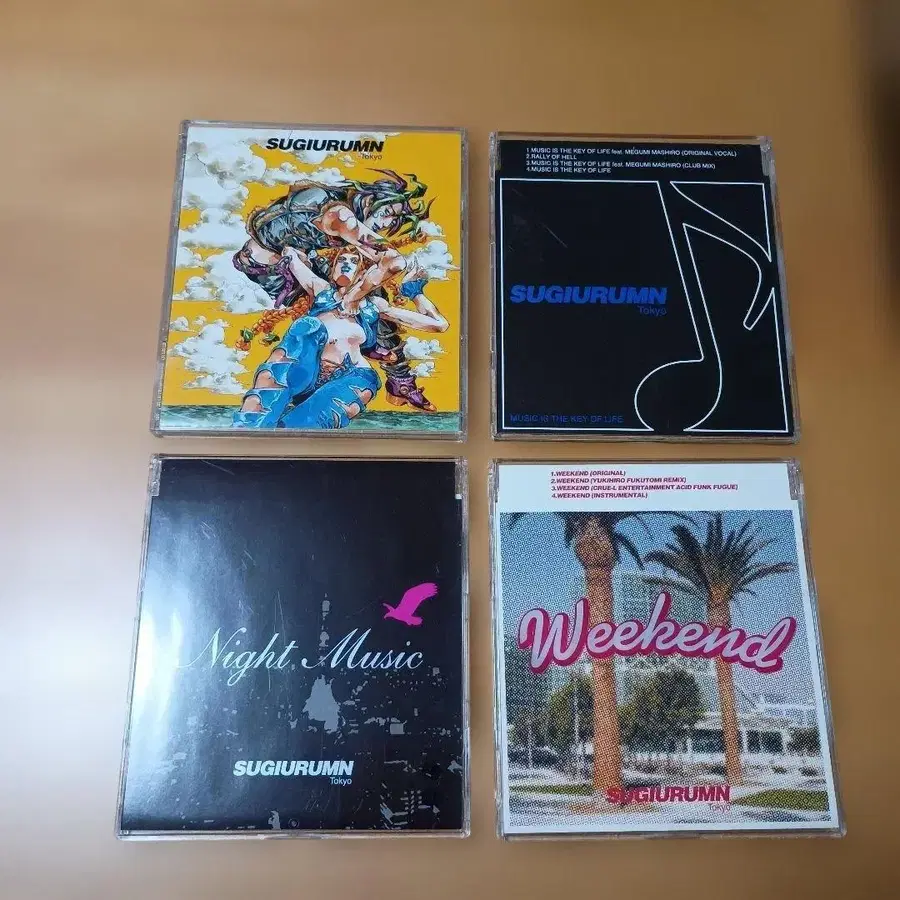 SUGIURUMN
Tokyo
1.MUSIC IS THE KEY OF LIFE feat. MEGUMI MASHIRO (ORIGINAL VOCAL)
2.RALLY OF HELL
3.MUSIC IS THE KEY OF LIFE feat. MEGUMI MASHIRO (CLUB MIX)
4.MUSIC IS THE KEY OF LIFE
SUGIURUMN
Tokyo
MUSIC IS THE KEY OF LIFE
Night Music
SUGIURUMN
Tokyo
1.WEEKEND (ORIGINAL)
2.WEEKEND (YUKIHIRO FUKUTOMI REMIX)
3.WEEKEND (CRUE-L ENTERTAINMENT ACID FUNK FUGUE)
4.WEEKEND (INSTRUMENTAL)
Weekend
SUGIURUMN
Tokyo